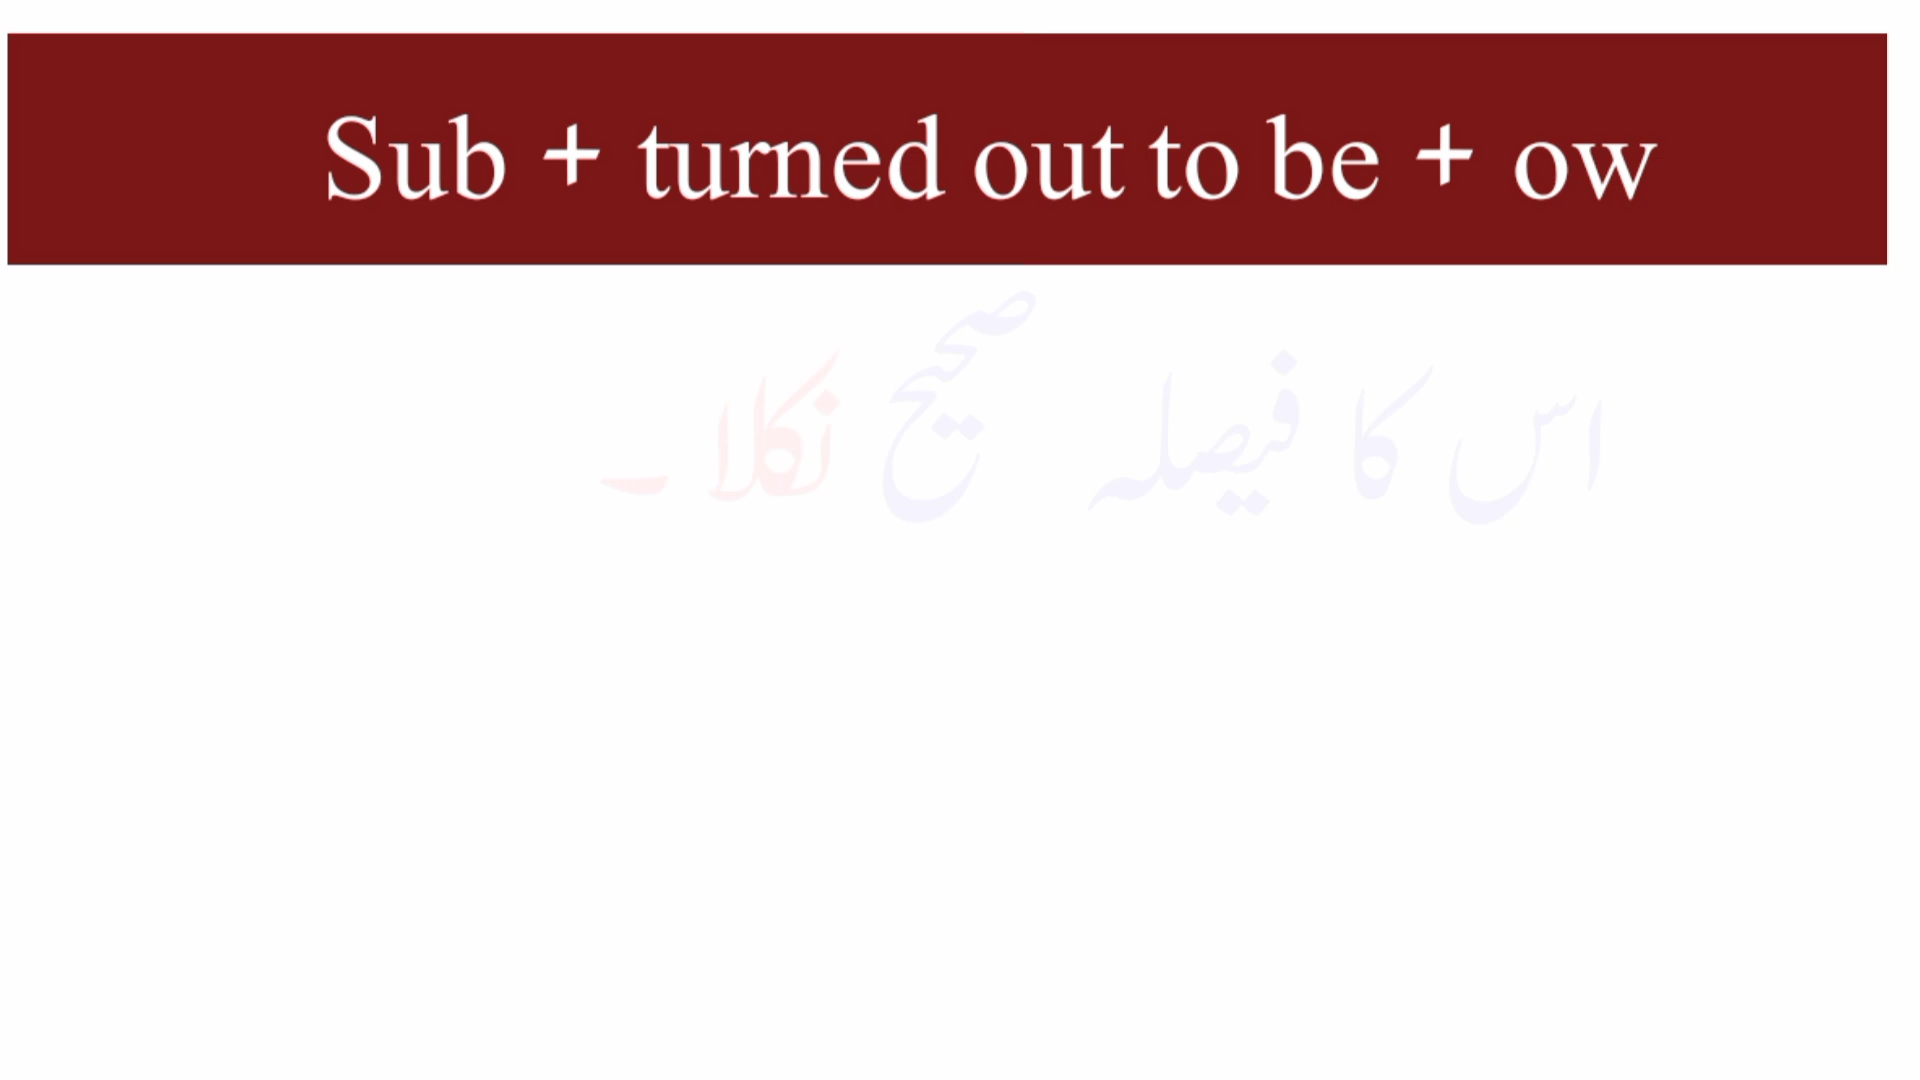 Sub + turned out to be + ow
اس کا فیصلہ صحیح نکلا ۔